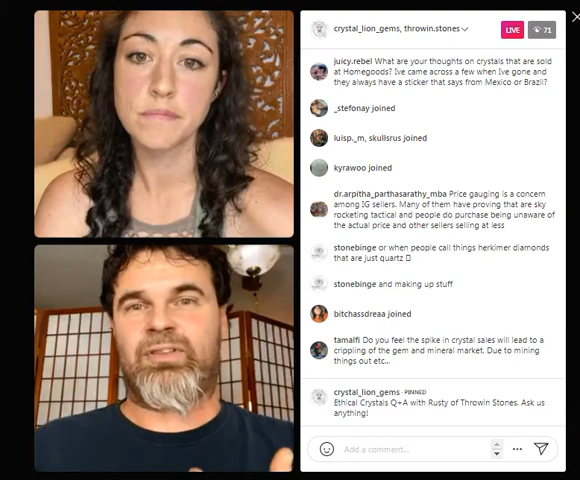 crystal_lion_gems, throwin.stones
LIVE
71
juicy.rebel What are your thoughts on crystals that are sold
at Homegoods? Ive came across a few when Ive gone and
they always have a sticker that says from Mexico or Brazil?
_stefonay joined
luisp._m, skullsrus joined
kyrawoo joined
dr.arpitha_parthasarathy_mba Price gauging is a concern
among IG sellers. Many of them have proving that are sky
rocketing tactical and people do purchase being unaware of
the actual price and other sellers selling at less
stonebinge or when people call things herkimer diamonds
that are just quartz
stonebinge and making up stuff
bitchassdreaa joined
tamalfi Do you feel the spike in crystal sales will lead to a
crippling of the gem and mineral market. Due to mining
things out etc...
crystal_lion_gems · PINNED
Ethical Crystals Q+A with Rusty of Throwin Stones. Ask us
anything!
Add a comment...